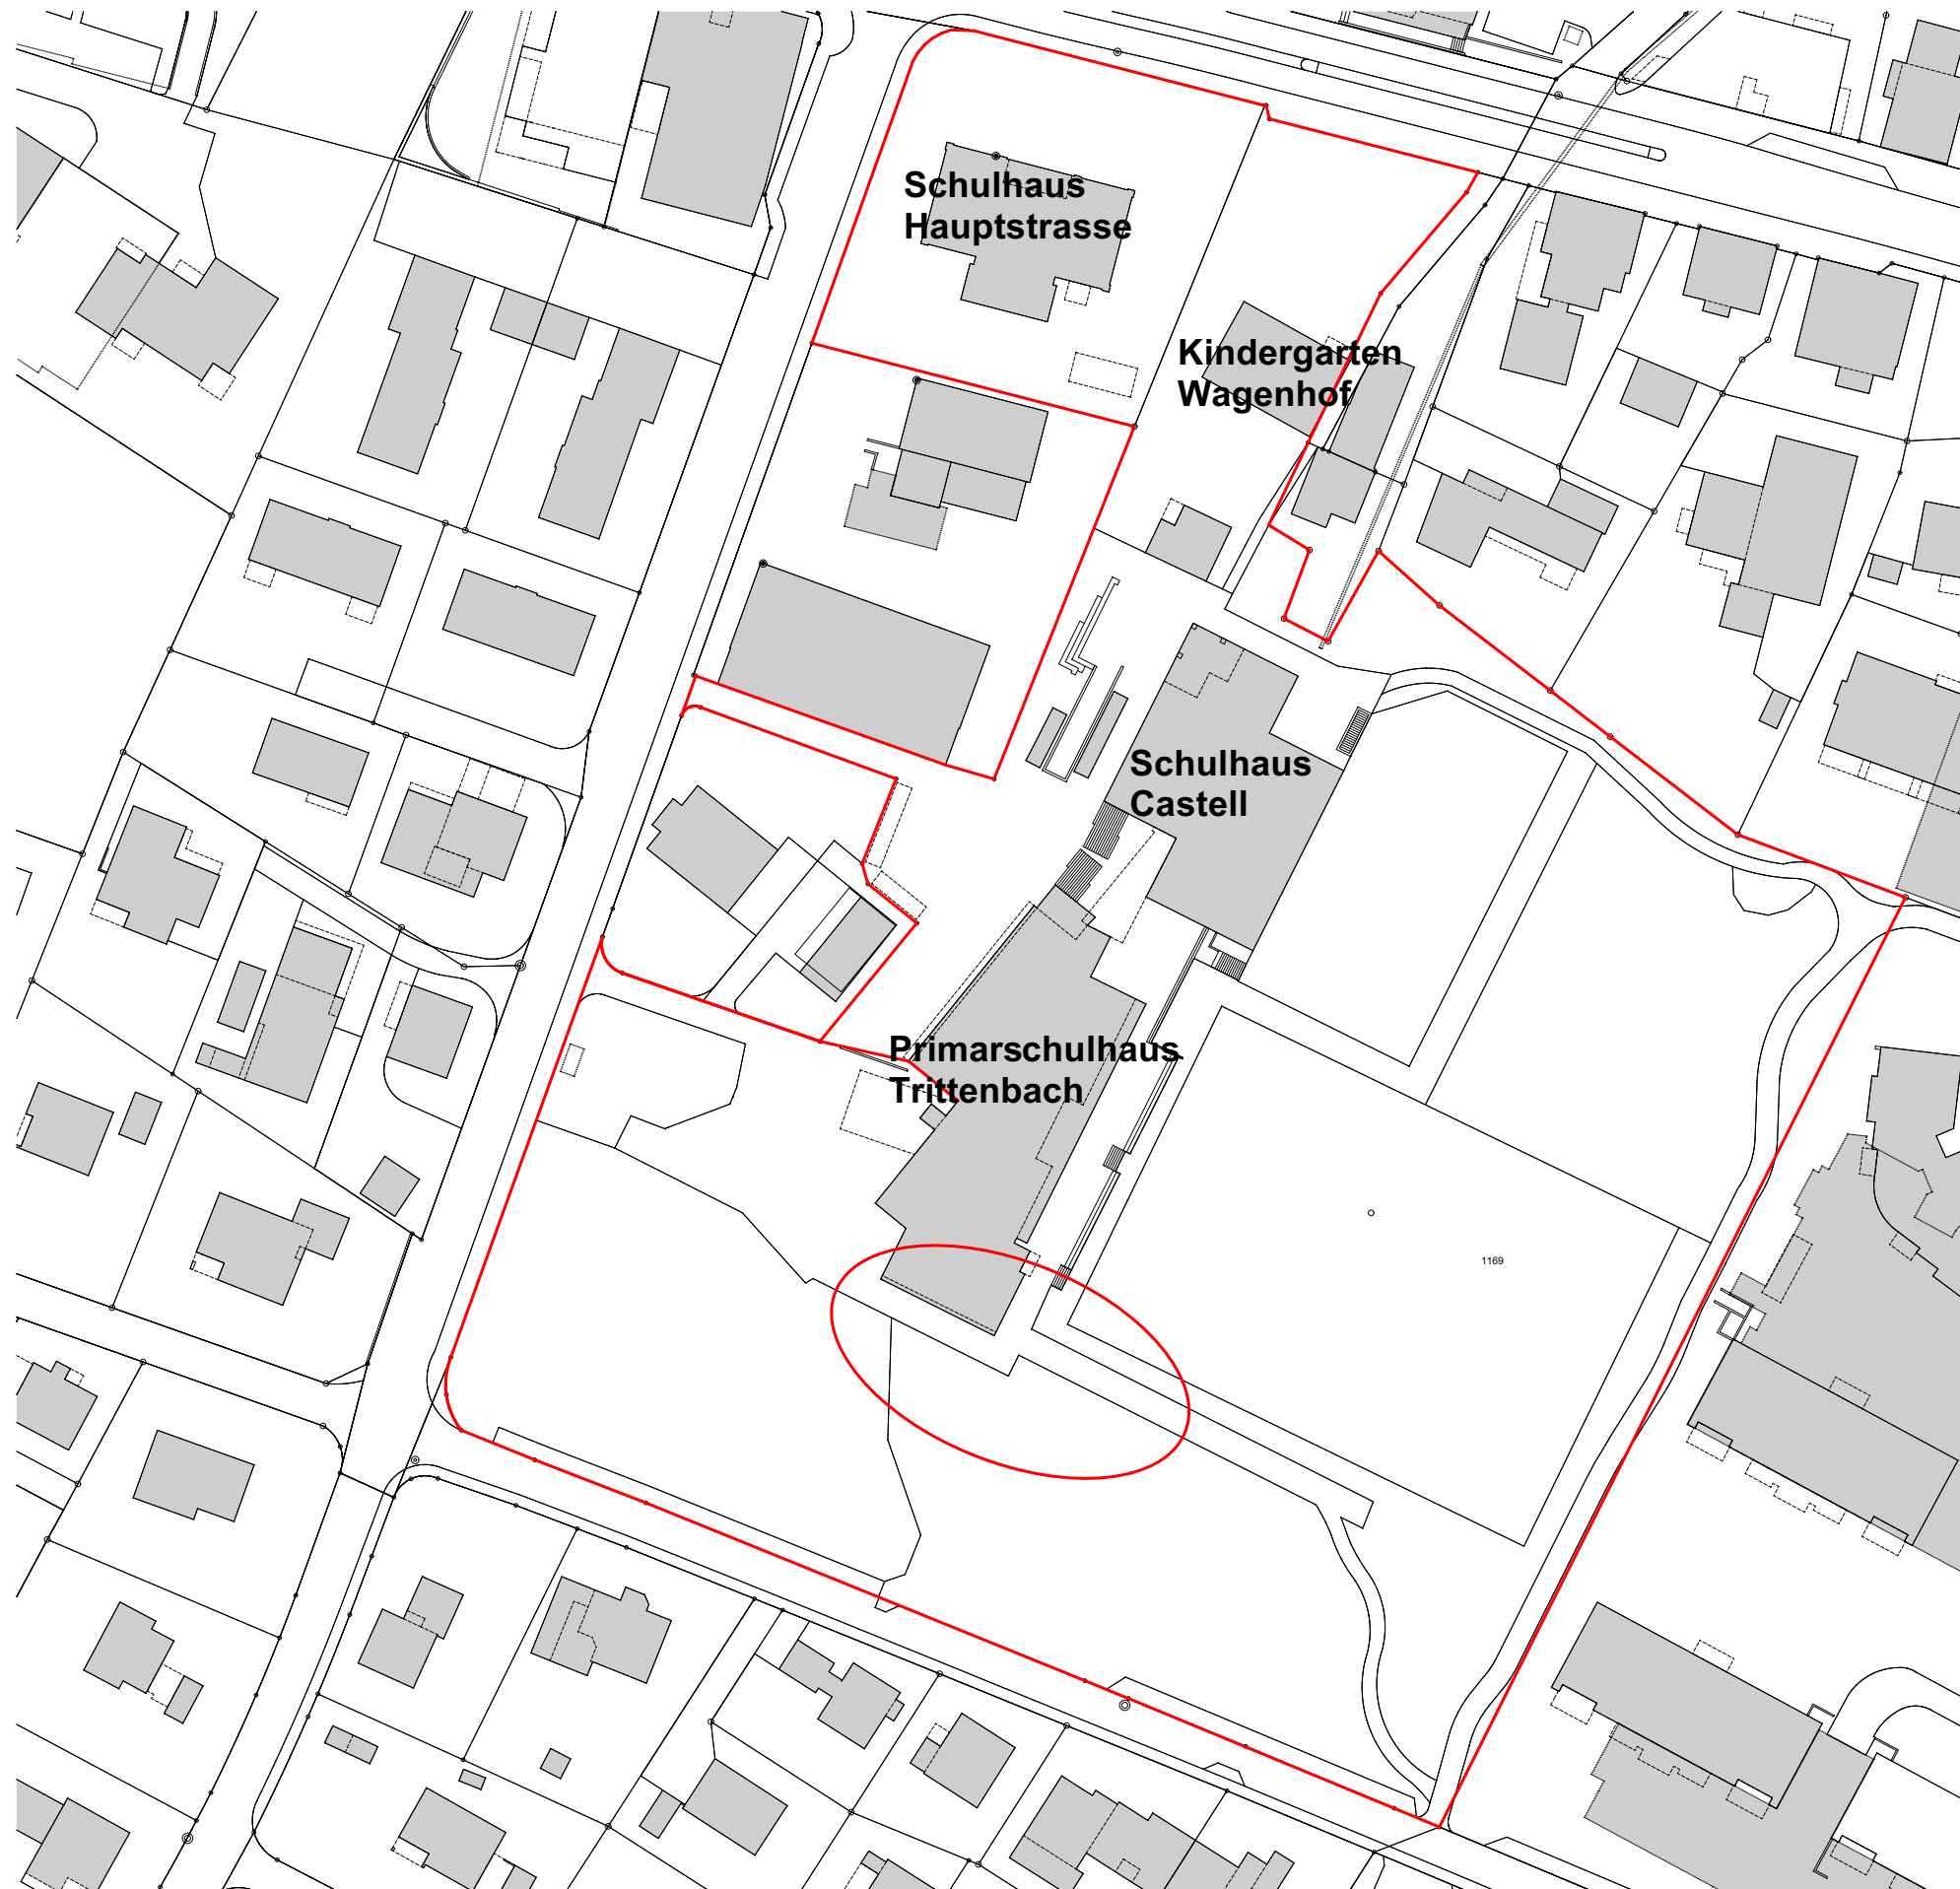 Schulhaus
Hauptstrasse
Kindergarten
Wagenhof
Schulhaus
Castell
Primarschulhaus
Trittenbach
1169